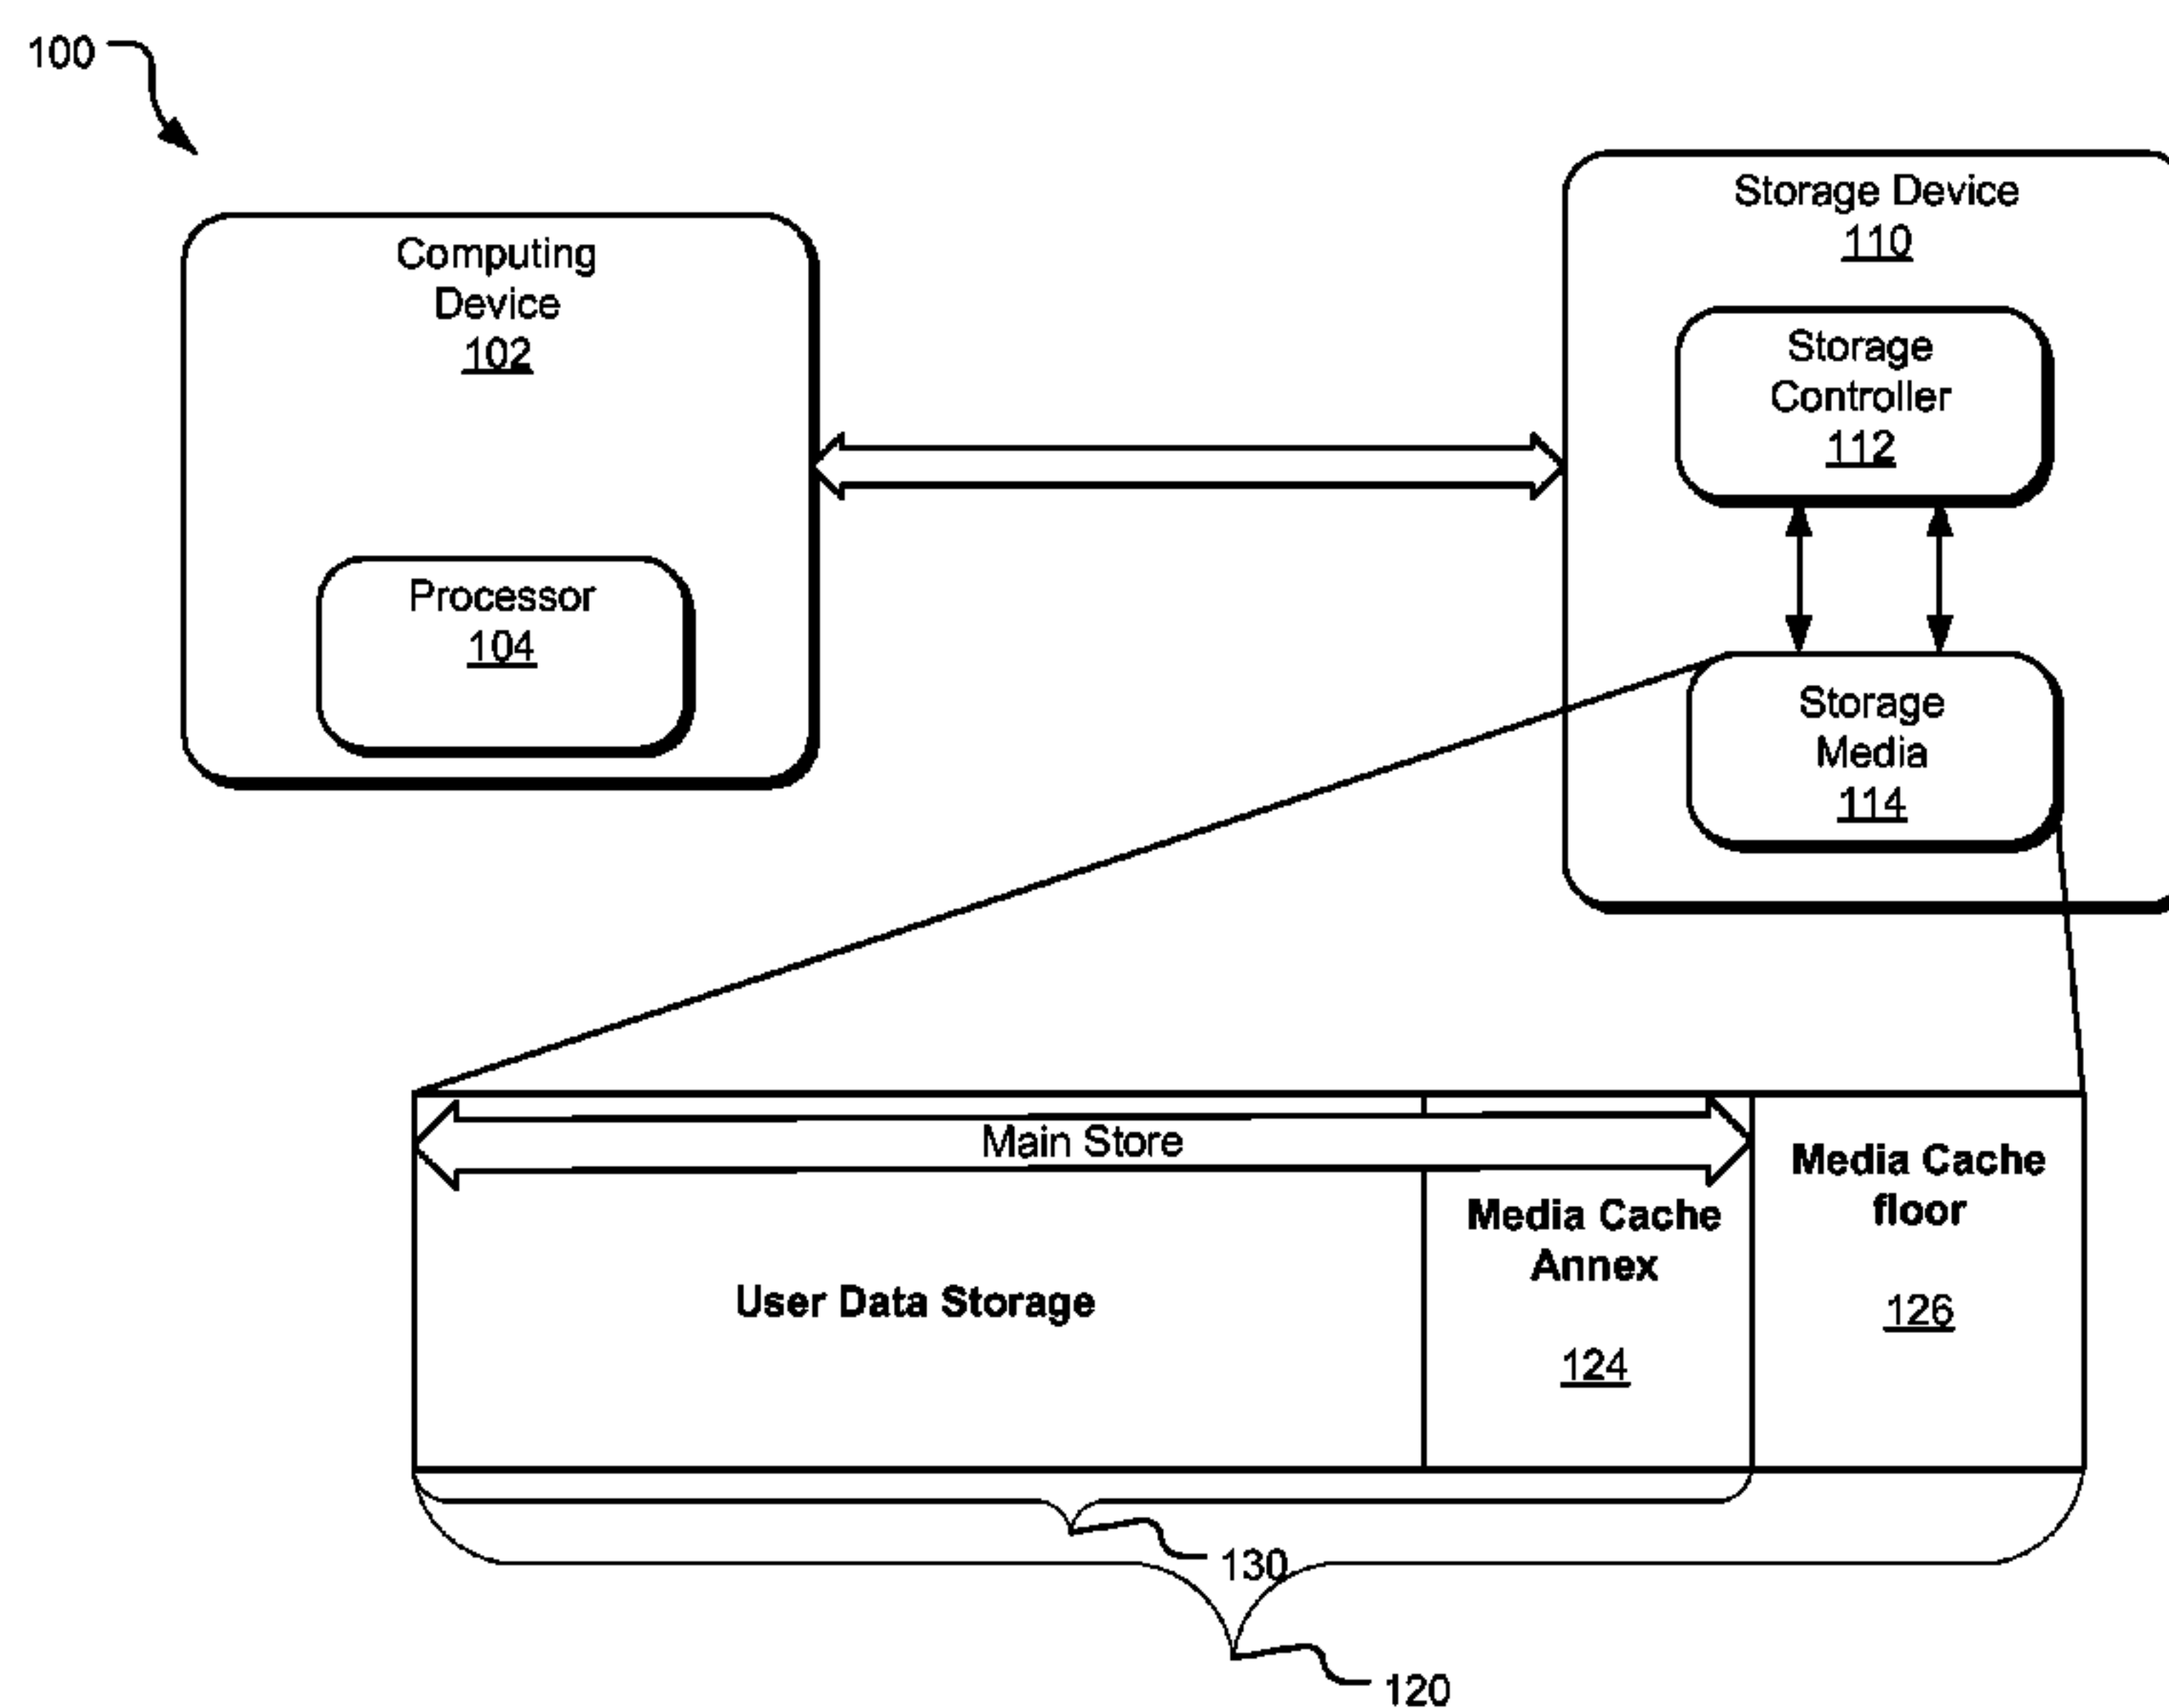 100
Computing
Device
102
Processor
104
Storage Device
110
Storage
Controller
112
Storage
Media
114
Main Store
User Data Storage
Media Cache
Annex
124
Media Cache
floor
126
130
120